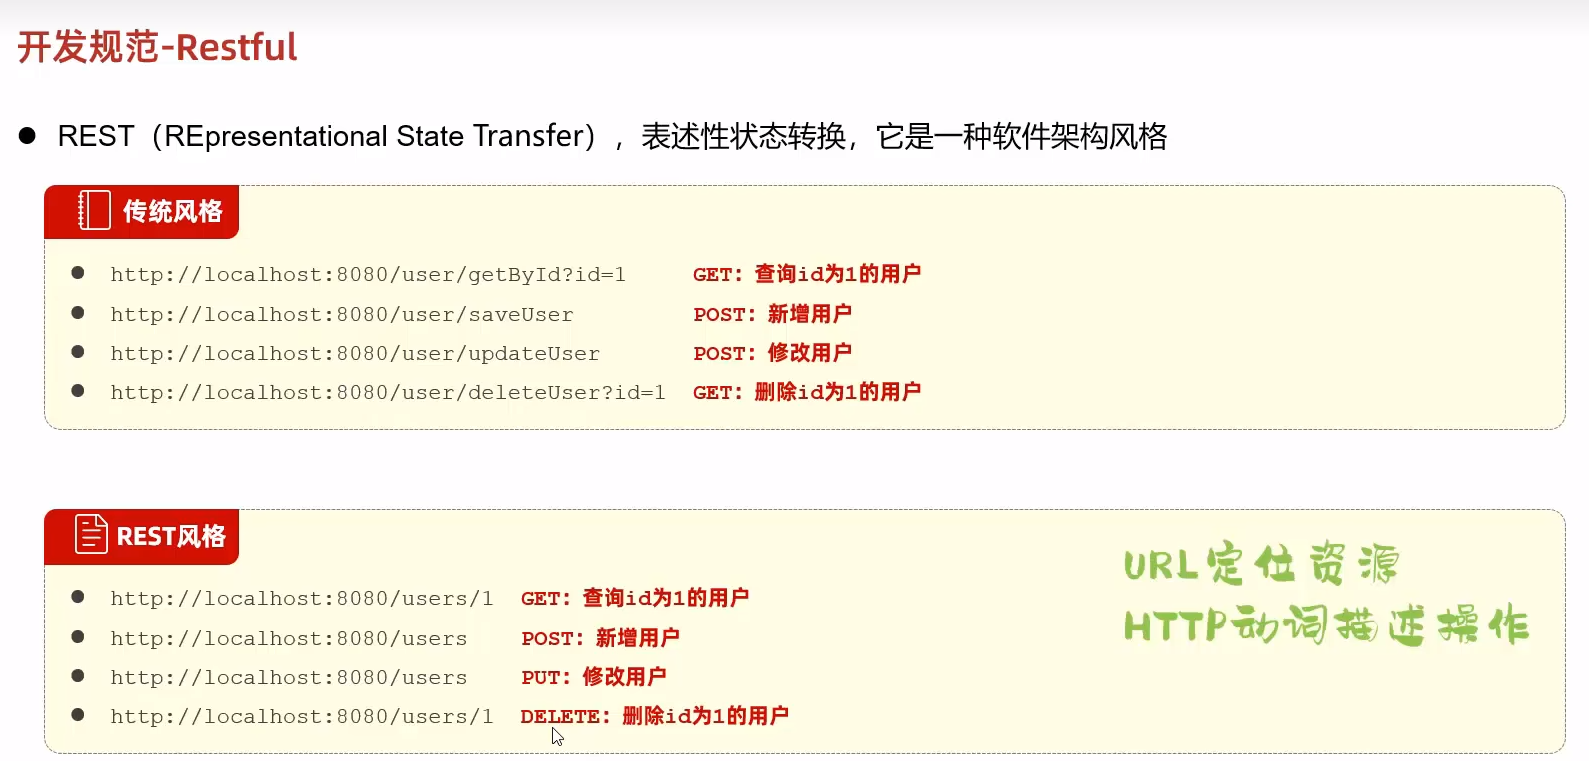 开发规范-Restful
● REST（REpresentational State Transfer），表述性状态转换，它是一种软件架构风格
传统风格
● http://localhost:8080/user/getById?id=1 GET：查询id为1的用户
● http://localhost:8080/user/saveUser POST：新增用户
● http://localhost:8080/user/updateUser POST：修改用户
● http://localhost:8080/user/deleteUser?id=1 GET：删除id为1的用户
REST风格
URL定位资源
HTTP动词描述操作
● http://localhost:8080/users/1 GET：查询id为1的用户
● http://localhost:8080/users POST：新增用户
● http://localhost:8080/users PUT：修改用户
● http://localhost:8080/users/1 DELETE：删除id为1的用户